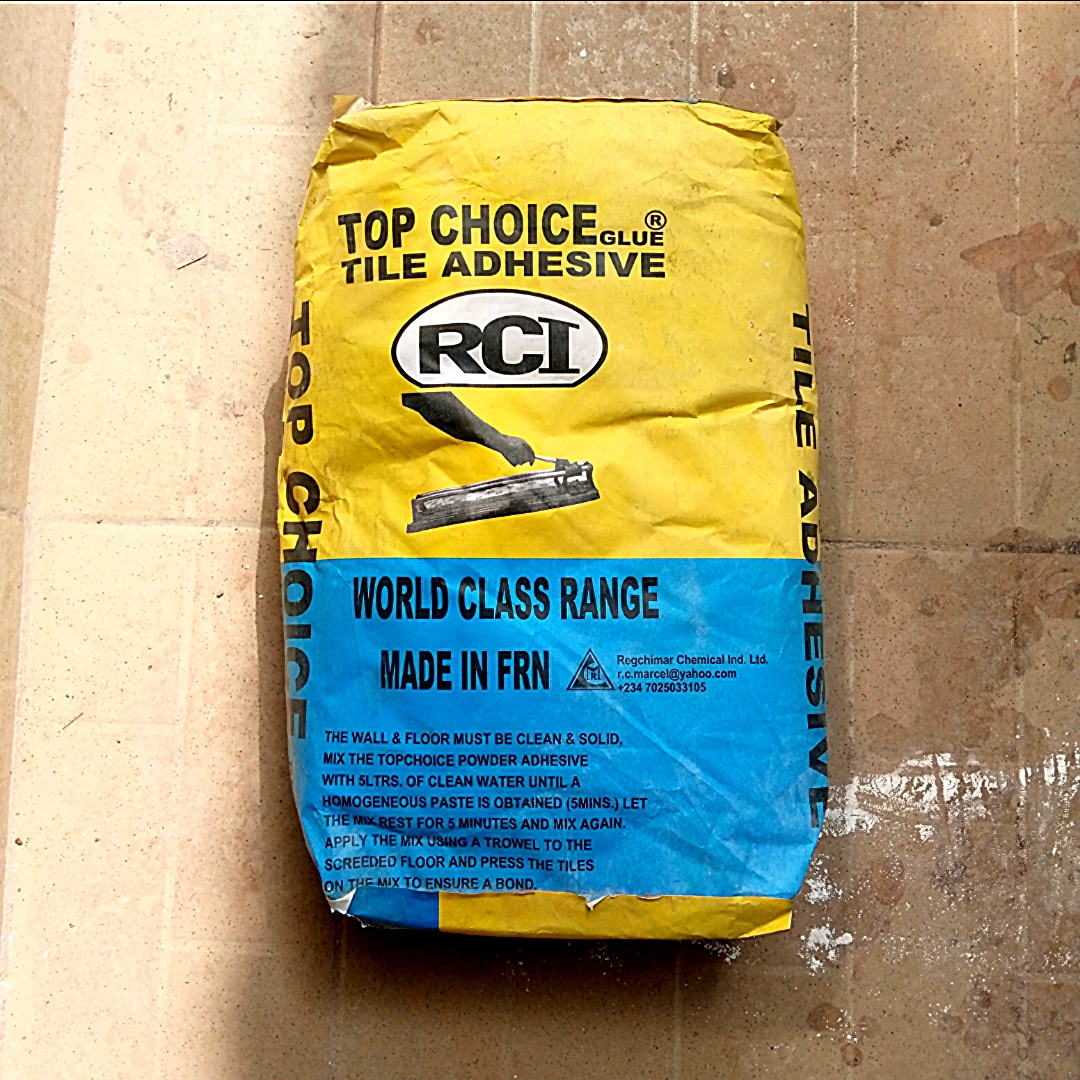 TOP CHOICE GLUE ®
TILE ADHESIVE
RCI
TOP CHOICE
TILE ADHESIVE
WORLD CLASS RANGE
MADE IN FRN
RCI
Regchimar Chemical Ind. Ltd.
r.c.marcel@yahoo.com
+234 7025033105
THE WALL & FLOOR MUST BE CLEAN & SOLID,
MIX THE TOPCHOICE POWDER ADHESIVE
WITH 5LTRS. OF CLEAN WATER UNTIL A
HOMOGENEOUS PASTE IS OBTAINED (5MINS.) LET
THE MIX REST FOR 5 MINUTES AND MIX AGAIN.
APPLY THE MIX USING A TROWEL TO THE
SCREEDED FLOOR AND PRESS THE TILES
ON THE MIX TO ENSURE A BOND.